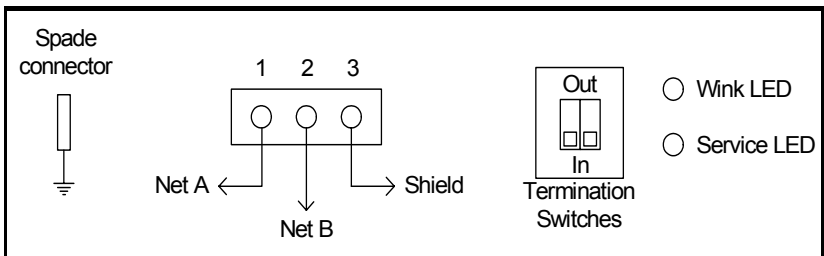 Spade
connector
1 2 3
Net A
Net B
Shield
Out
In
Termination
Switches
Wink LED
Service LED